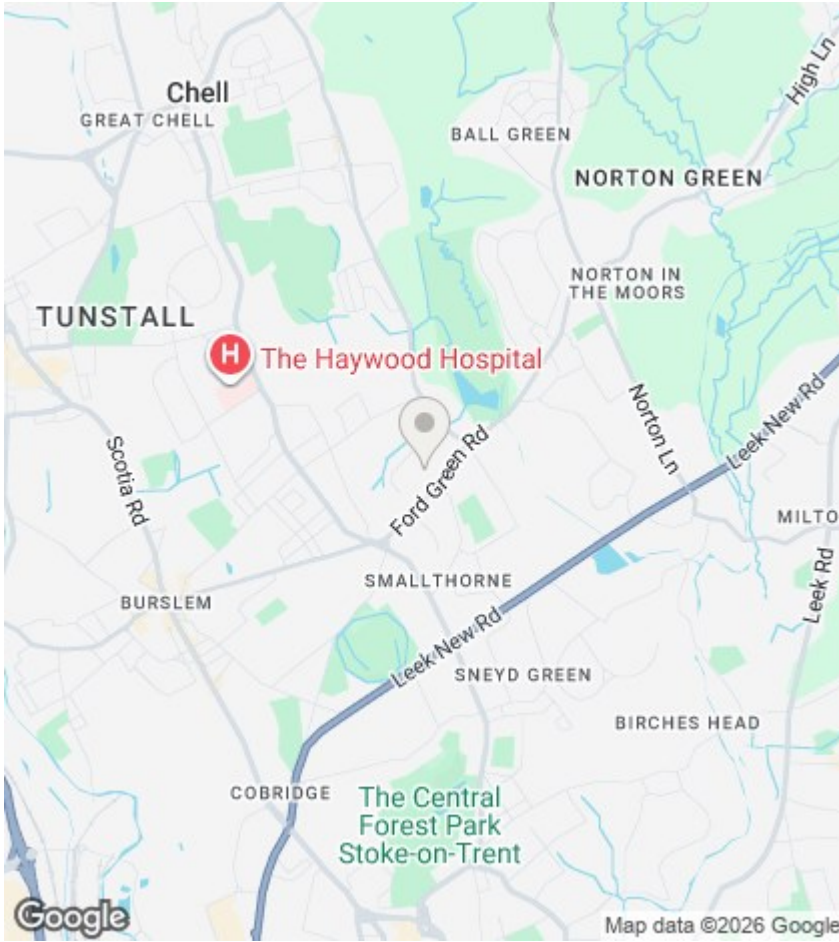 Chell
GREAT CHELL
High Ln
BALL GREEN
NORTON GREEN
NORTON IN
THE MOORS
TUNSTALL
H
The Haywood Hospital
Norton Ln
Leek New Rd
Scotia Rd
Ford Green Rd
MILTO
Leek Rd
SMALLTHORNE
BURSLEM
Leek New Rd
SNEYD GREEN
BIRCHES HEAD
COBRIDGE
The Central
Forest Park
Stoke-on-Trent
Google
Map data ©2026 Google